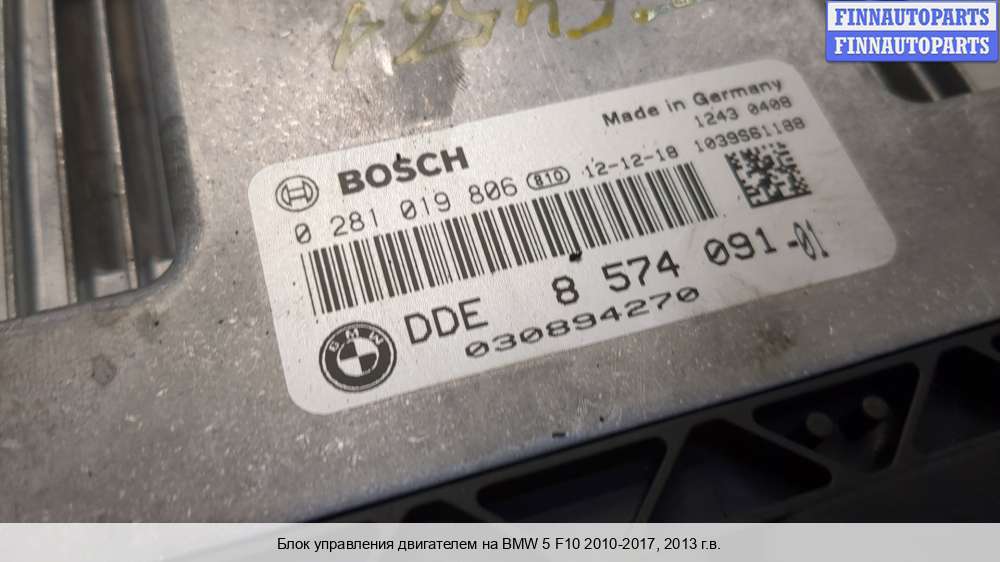 FINNAUTOPARTS
FINNAUTOPARTS
Made in Germany
1243 0408
BOSCH
0 281 019 806 810 12-12-18 1039S61188
DDE 8 574 091-01
030894270
BMW
Блок управления двигателем на BMW 5 F10 2010-2017, 2013 г.в.